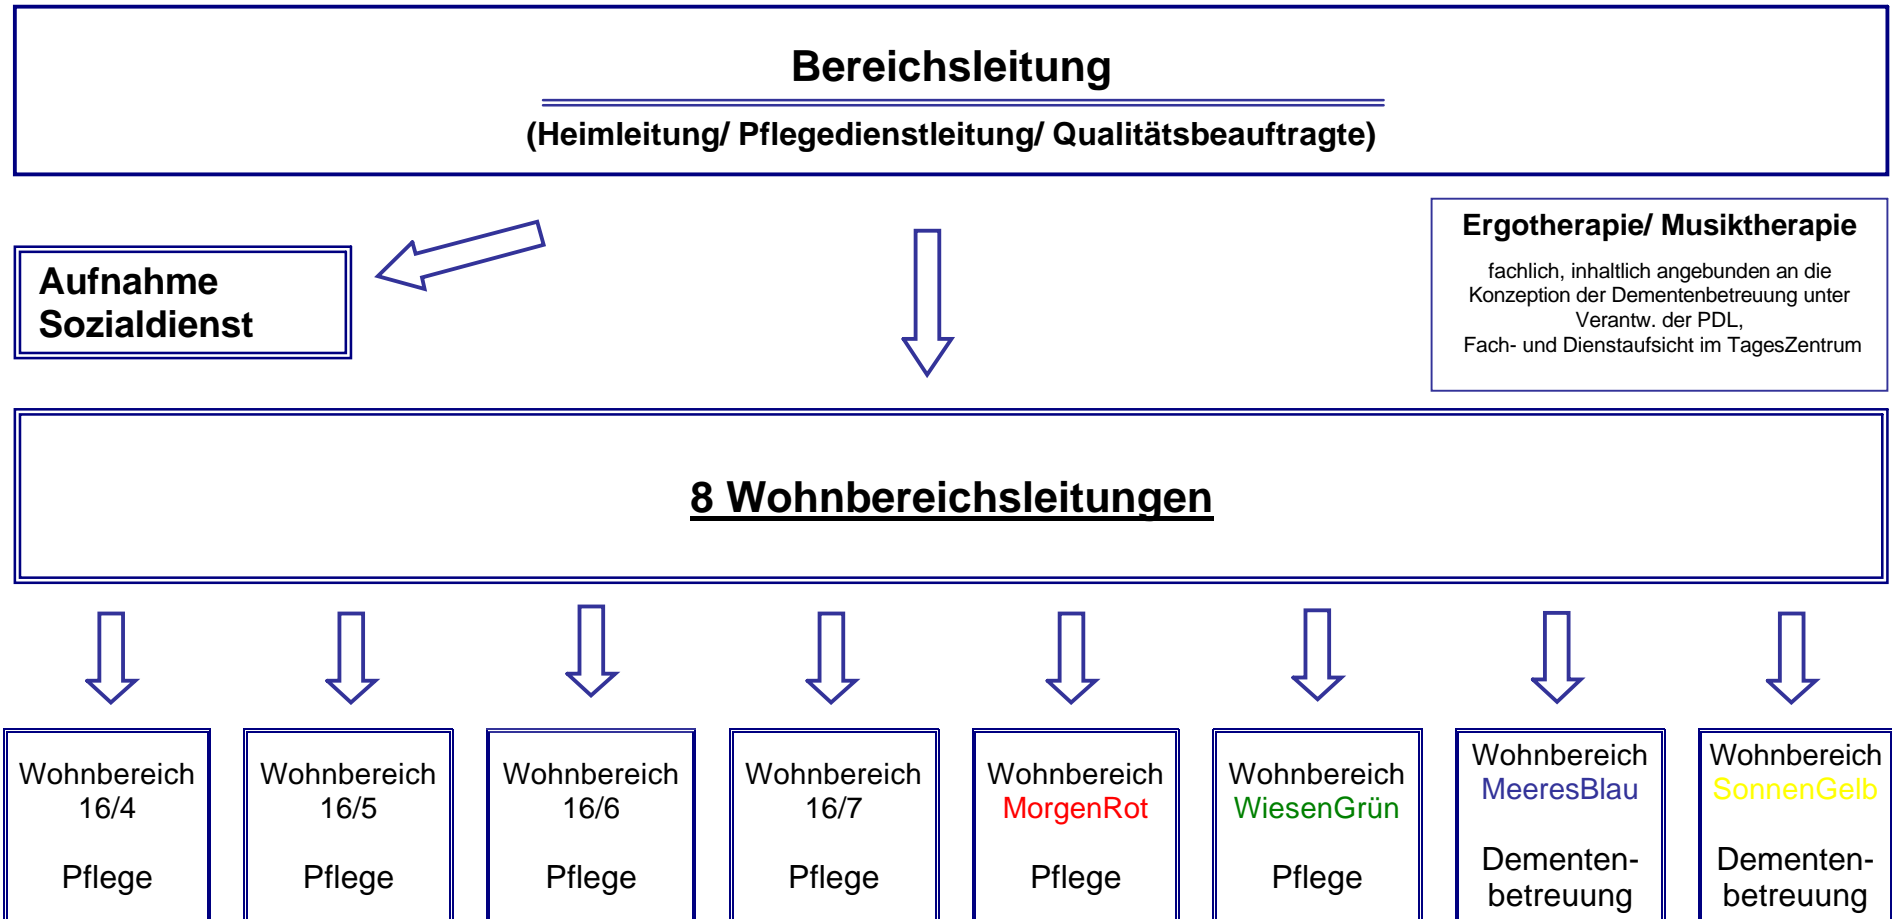 Bereichsleitung
(Heimleitung/ Pflegedienstleitung/ Qualitätsbeauftragte)
Aufnahme
Sozialdienst
Ergotherapie/ Musiktherapie
fachlich, inhaltlich angebunden an die
Konzeption der Dementenbetreuung unter
Verantw. der PDL,
Fach- und Dienstaufsicht im TagesZentrum
8 Wohnbereichsleitungen
Wohnbereich
16/4
Pflege
Wohnbereich
16/5
Pflege
Wohnbereich
16/6
Pflege
Wohnbereich
16/7
Pflege
Wohnbereich
MorgenRot
Pflege
Wohnbereich
WiesenGrün
Pflege
Wohnbereich
MeeresBlau
Dementen-
betreuung
Wohnbereich
SonnenGelb
Dementen-
betreuung